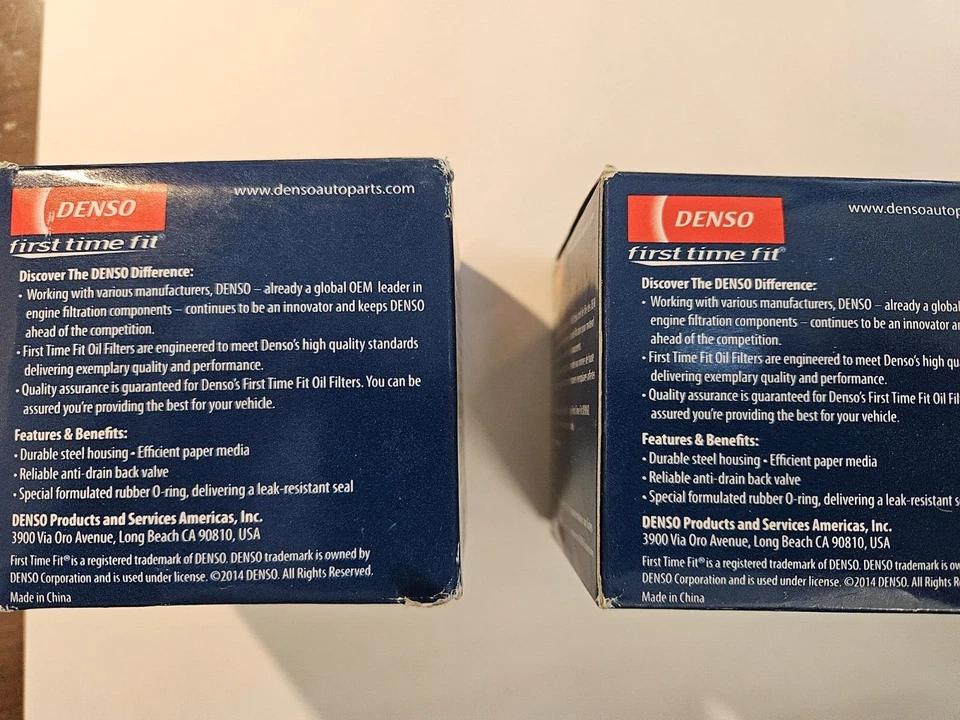 www.densoautoparts.com
DENSO
first time fit®
Discover The DENSO Difference:
• Working with various manufacturers, DENSO – already a global OEM leader in
engine filtration components – continues to be an innovator and keeps DENSO
ahead of the competition.
• First Time Fit Oil Filters are engineered to meet Denso's high quality standards
delivering exemplary quality and performance.
• Quality assurance is guaranteed for Denso's First Time Fit Oil Filters. You can be
assured you're providing the best for your vehicle.
Features & Benefits:
• Durable steel housing • Efficient paper media
• Reliable anti-drain back valve
• Special formulated rubber O-ring, delivering a leak-resistant seal
DENSO Products and Services Americas, Inc.
3900 Via Oro Avenue, Long Beach CA 90810, USA
First Time Fit® is a registered trademark of DENSO. DENSO trademark is owned by
DENSO Corporation and is used under license. ©2014 DENSO. All Rights Reserved.
Made in China
www.densoautop
DENSO
first time fit®
Discover The DENSO Difference:
• Working with various manufacturers, DENSO – already a global
engine filtration components – continues to be an innovator an
ahead of the competition.
• First Time Fit Oil Filters are engineered to meet Denso's high qua
delivering exemplary quality and performance.
• Quality assurance is guaranteed for Denso's First Time Fit Oil Fil
assured you're providing the best for your vehicle.
Features & Benefits:
• Durable steel housing • Efficient paper media
• Reliable anti-drain back valve
• Special formulated rubber O-ring, delivering a leak-resistant s
DENSO Products and Services Americas, Inc.
3900 Via Oro Avenue, Long Beach CA 90810, USA
First Time Fit® is a registered trademark of DENSO. DENSO trademark is ow
DENSO Corporation and is used under license. ©2014 DENSO. All Rights R
Made in China